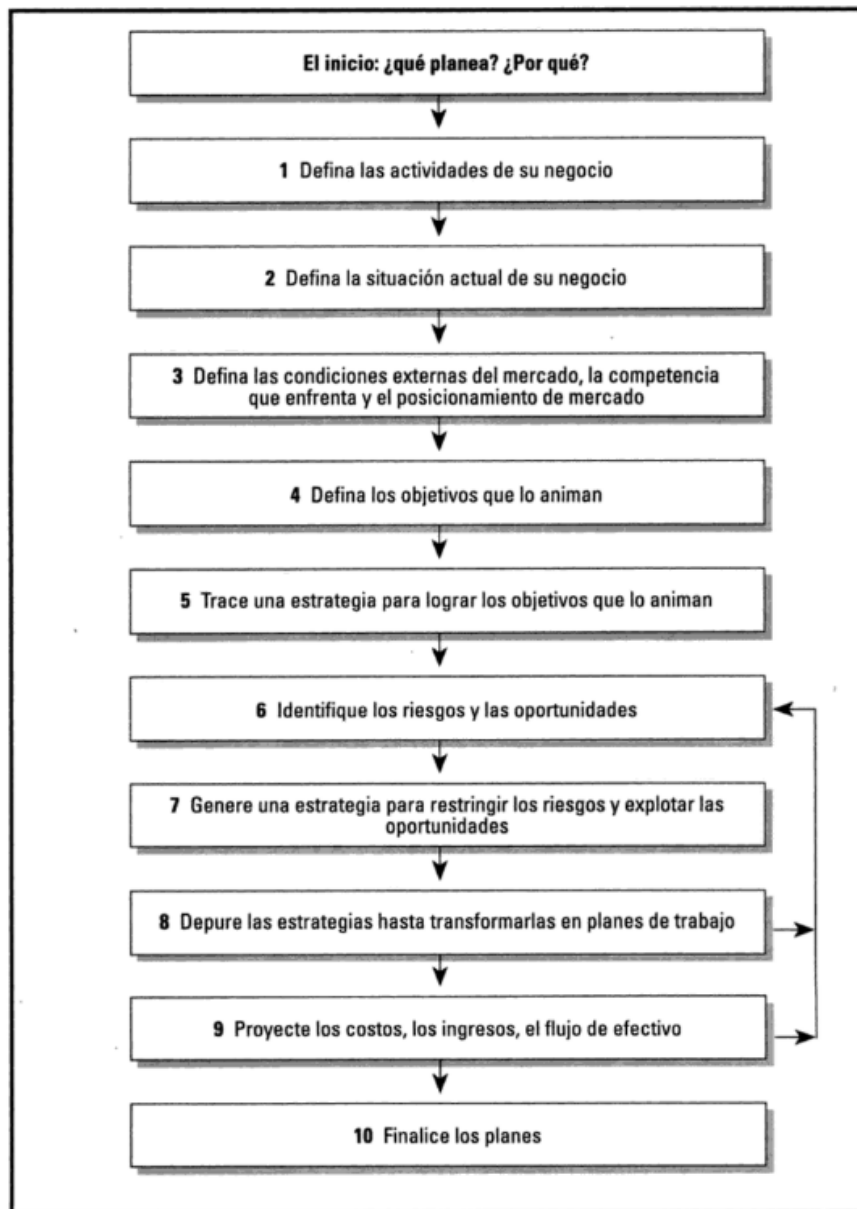 El inicio: ¿qué planea? ¿Por qué?
1 Defina las actividades de su negocio
2 Defina la situación actual de su negocio
3 Defina las condiciones externas del mercado, la competencia
que enfrenta y el posicionamiento de mercado
4 Defina los objetivos que lo animan
5 Trace una estrategia para lograr los objetivos que lo animan
6 Identifique los riesgos y las oportunidades
7 Genere una estrategia para restringir los riesgos y explotar las
oportunidades
8 Depure las estrategias hasta transformarlas en planes de trabajo
9 Proyecte los costos, los ingresos, el flujo de efectivo
10 Finalice los planes